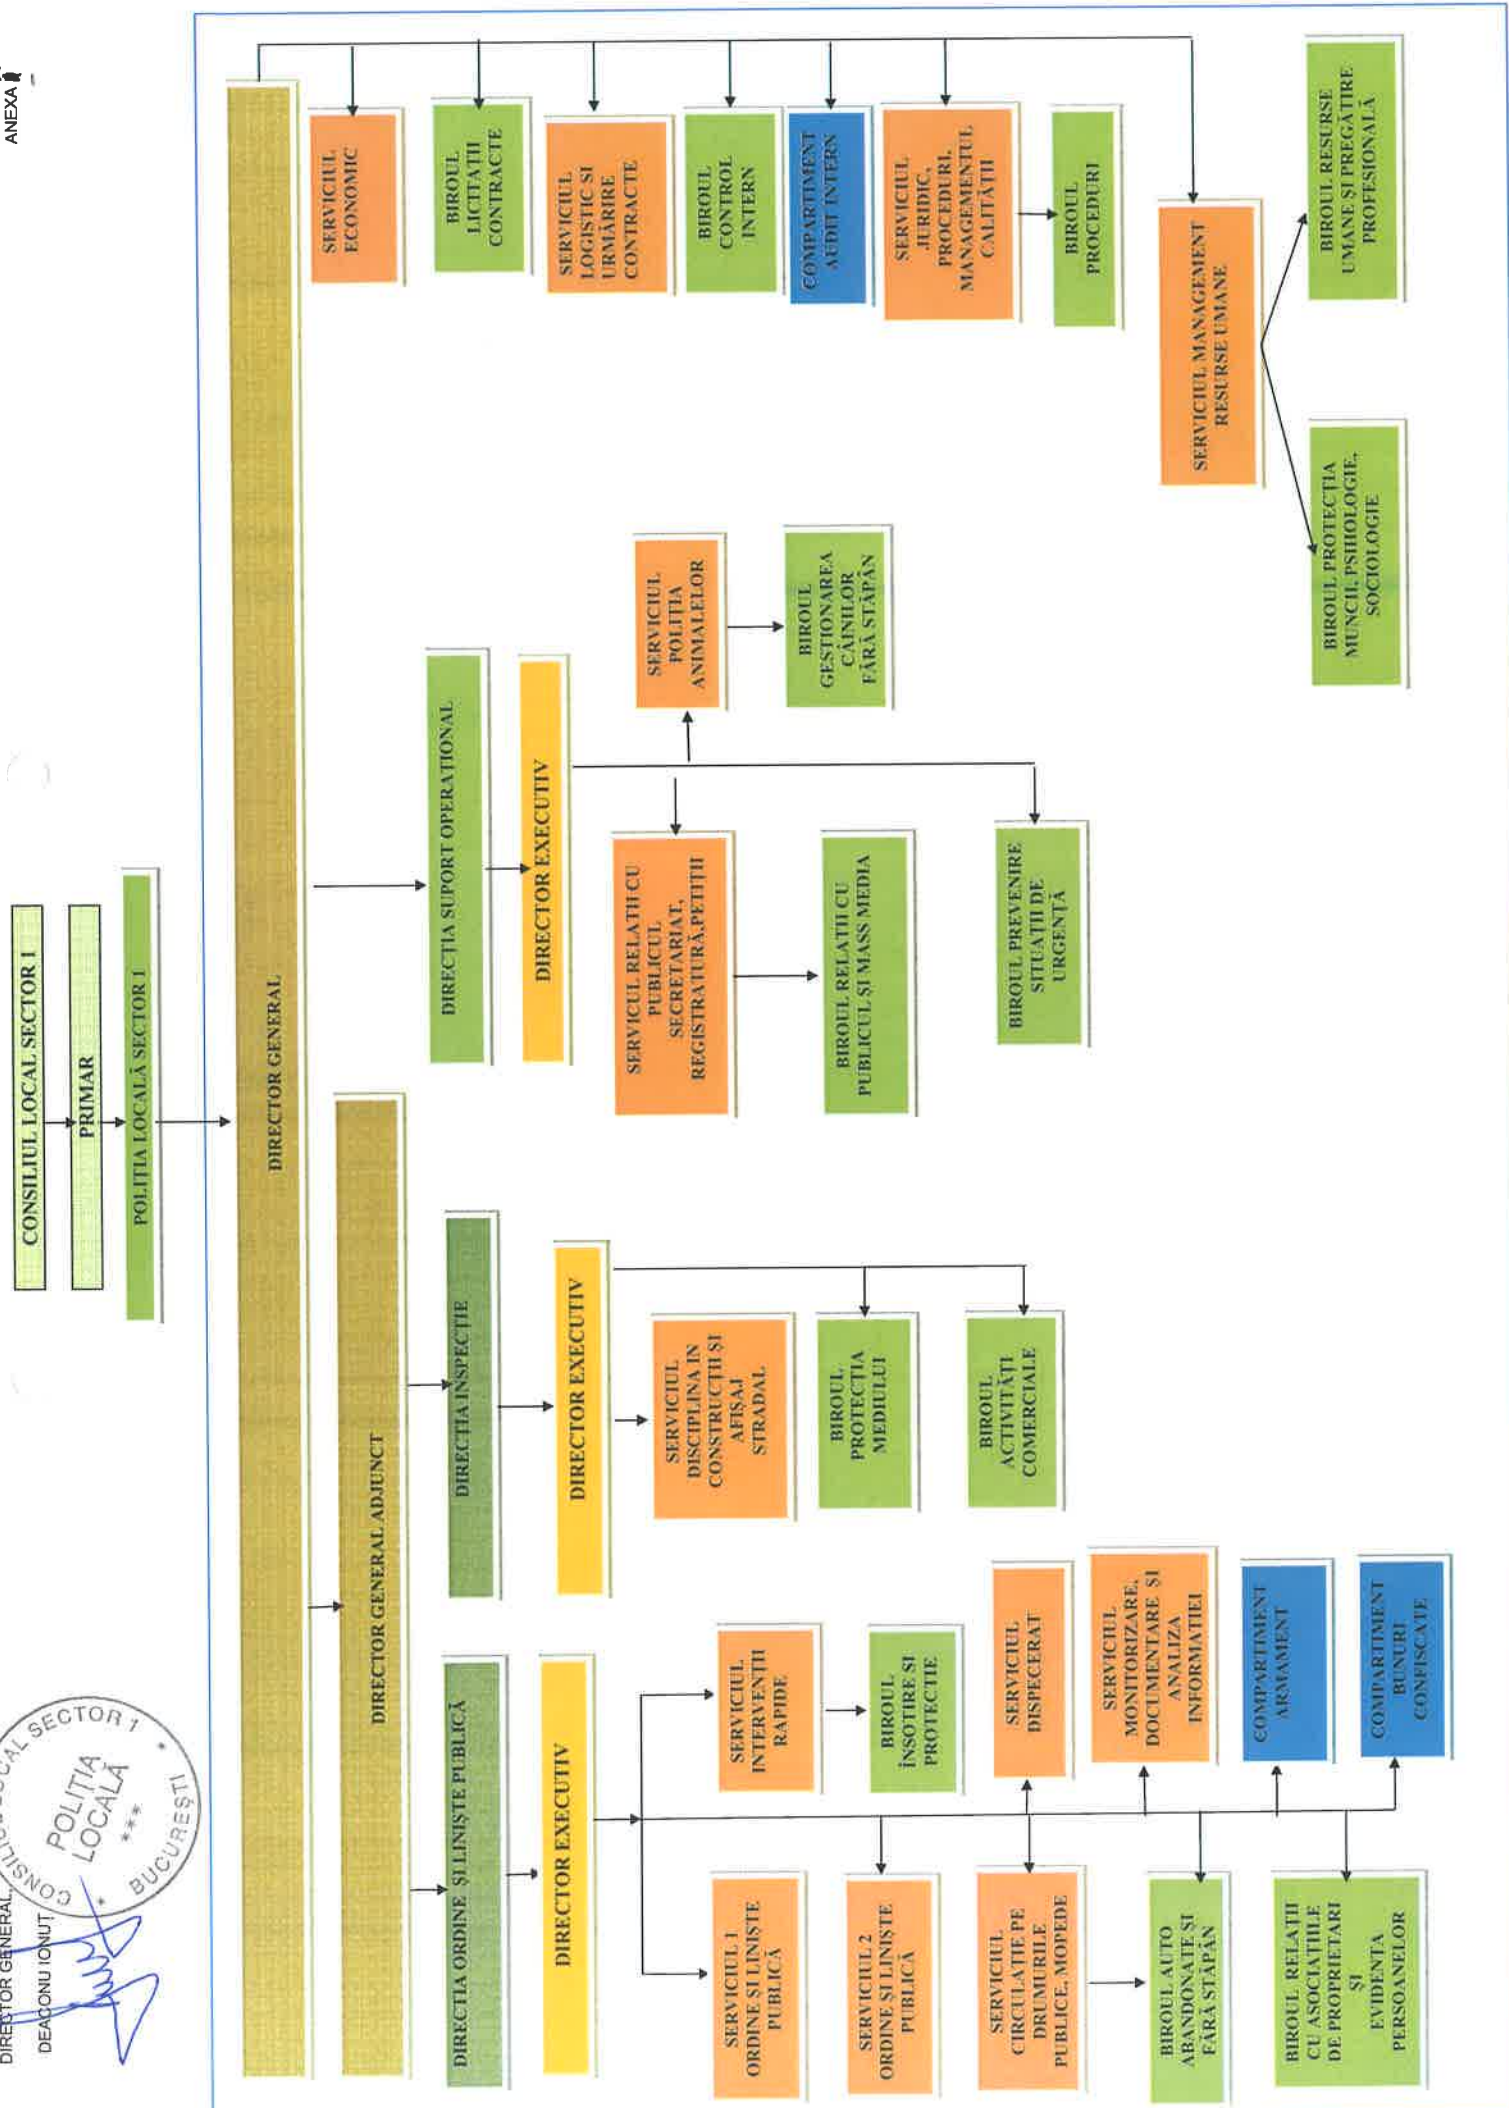 ANEXA
DIRECTOR GENERAL,
DEACONU IONUȚ
CONSILIUL LOCAL SECTOR 1
POLIȚIA
LOCALĂ
***
* BUCUREȘTI *
CONSILIUL LOCAL SECTOR 1
PRIMAR
POLIȚIA LOCALĂ SECTOR 1
DIRECTOR GENERAL
DIRECTOR GENERAL ADJUNCT
DIRECȚIA ORDINE ȘI LINIȘTE PUBLICĂ
DIRECTOR EXECUTIV
SERVICIUL 1
ORDINE ȘI LINIȘTE
PUBLICĂ
SERVICIUL 2
ORDINE ȘI LINIȘTE
PUBLICĂ
SERVICIUL
CIRCULAȚIE PE
DRUMURILE
PUBLICE, MOPEDE
BIROUL AUTO
ABANDONATE ȘI
FĂRĂ STĂPÂN
BIROUL RELAȚII
CU ASOCIAȚIILE
DE PROPRIETARI
ȘI
EVIDENȚA
PERSOANELOR
SERVICIUL
INTERVENȚII
RAPIDE
BIROUL
ÎNSOȚIRE SI
PROTECȚIE
SERVICIUL
DISPECERAT
SERVICIUL
MONITORIZARE,
DOCUMENTARE ȘI
ANALIZA
INFORMAȚIEI
COMPARTIMENT
ARMAMENT
COMPARTIMENT
BUNURI
CONFISCATE
DIRECȚIA INSPECȚIE
DIRECTOR EXECUTIV
SERVICIUL
DISCIPLINA IN
CONSTRUCȚII ȘI
AFIȘAJ
STRADAL
BIROUL
PROTECȚIA
MEDIULUI
BIROUL
ACTIVITĂȚI
COMERCIALE
DIRECȚIA SUPORT OPERAȚIONAL
DIRECTOR EXECUTIV
SERVICUL RELAȚII CU
PUBLICUL
SECRETARIAT,
REGISTRATURĂ,PETIȚII
BIROUL RELAȚII CU
PUBLICUL ȘI MASS MEDIA
BIROUL PREVENIRE
SITUAȚII DE
URGENȚĂ
SERVICIUL
POLIȚIA
ANIMALELOR
BIROUL
GESTIONAREA
CÂINILOR
FĂRĂ STĂPÂN
SERVICIUL
ECONOMIC
BIROUL
LICITAȚII
CONTRACTE
SERVICIUL
LOGISTIC SI
URMĂRIRE
CONTRACTE
BIROUL
CONTROL
INTERN
COMPARTIMENT
AUDIT INTERN
SERVICIUL
JURIDIC,
PROCEDURI,
MANAGEMENTUL
CALITĂȚII
BIROUL
PROCEDURI
SERVICIUL MANAGEMENT
RESURSE UMANE
BIROUL PROTECȚIA
MUNCII, PSIHOLOGIE,
SOCIOLOGIE
BIROUL RESURSE
UMANE ȘI PREGĂTIRE
PROFESIONALĂ